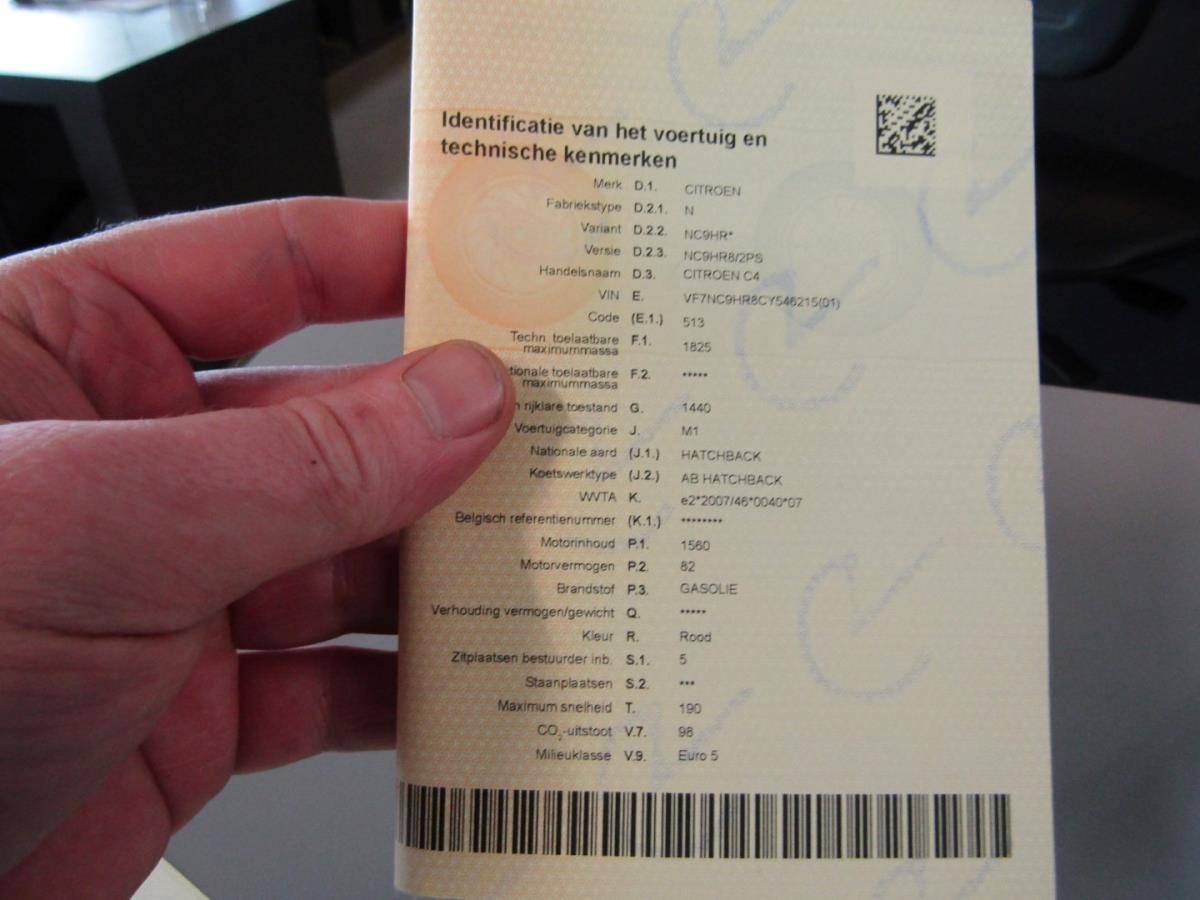 Identificatie van het voertuig en
technische kenmerken
Merk D.1. CITROEN
Fabriekstype D.2.1. N
Variant D.2.2. NC9HR*
Versie D.2.3. NC9HR8/2PS
Handelsnaam D.3. CITROEN C4
VIN E. VF7NC9HR8CY546215(01)
Code (E.1.) 513
Techn. toelaatbare
maximummassa F.1. 1825
toelaatbare
maximummassa F.2. *****
rijklare toestand G. 1440
Voertuigcategorie J. M1
Nationale aard (J.1.) HATCHBACK
Koetswerktype (J.2.) AB HATCHBACK
WVTA K. e2*2007/46*0040*07
Belgisch referentienummer (K.1.) ********
Motorinhoud P.1. 1560
Motorvermogen P.2. 82
Brandstof P.3. GASOLIE
Verhouding vermogen/gewicht Q. *****
Kleur R. Rood
Zitplaatsen bestuurder inb. S.1. 5
Staanplaatsen S.2. ***
Maximum snelheid T. 190
CO₂-uitstoot V.7. 98
Milieuklasse V.9. Euro 5